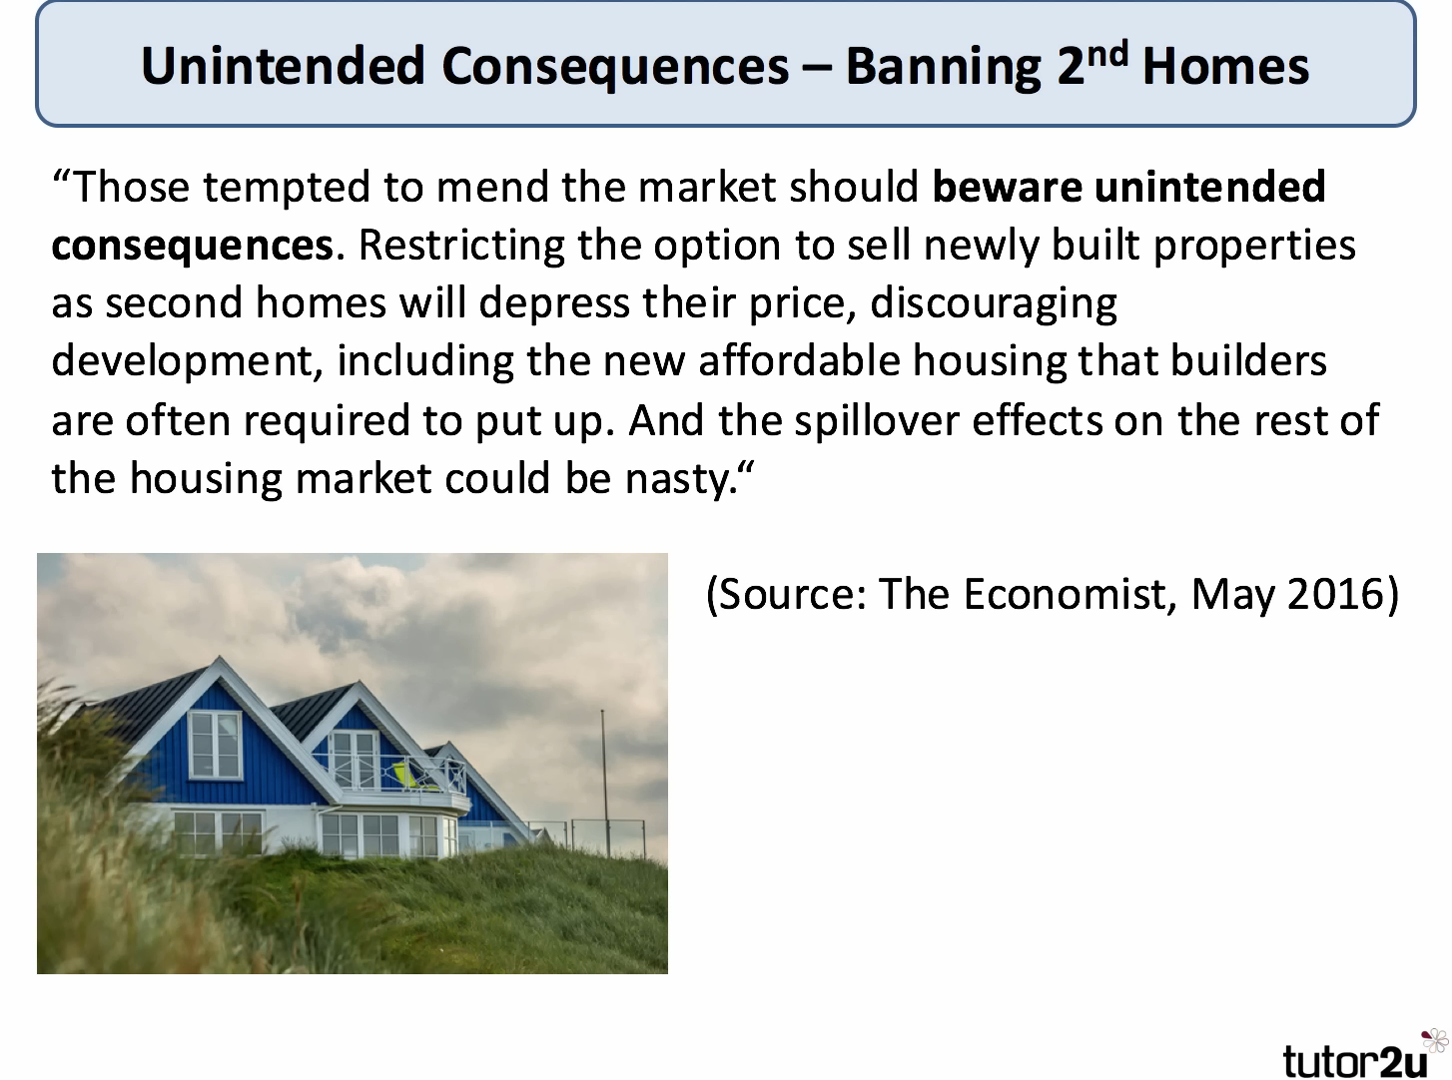 Unintended Consequences – Banning 2nd Homes
“Those tempted to mend the market should beware unintended
consequences. Restricting the option to sell newly built properties
as second homes will depress their price, discouraging
development, including the new affordable housing that builders
are often required to put up. And the spillover effects on the rest of
the housing market could be nasty.“
(Source: The Economist, May 2016)
tutor2u